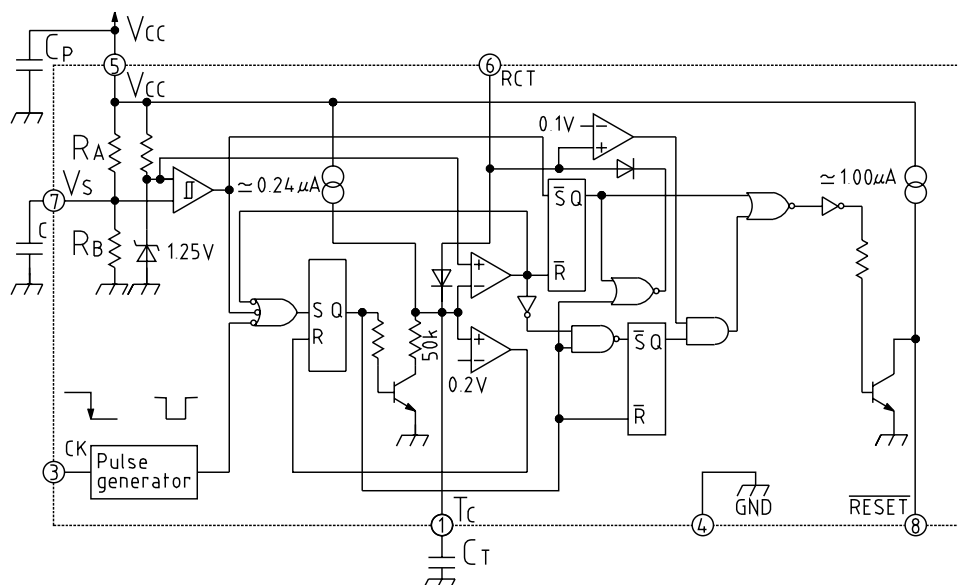 VCC
CP
5
6
RCT
VCC
0.1V
−
+
RA
VS
7
≃0.24μA
≃1.00μA
S̅ Q
C
RB
1.25V
R̅
+
−
S Q
R
50k
+
−
0.2V
S̅ Q
R̅
CK
3
Pulse
generator
TC
1
CT
4
GND
R̅E̅S̅E̅T̅
8